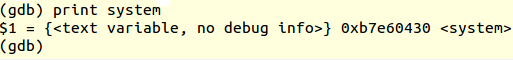 (gdb) print system
$1 = {<text variable, no debug info>} 0xb7e60430 <system>
(gdb)